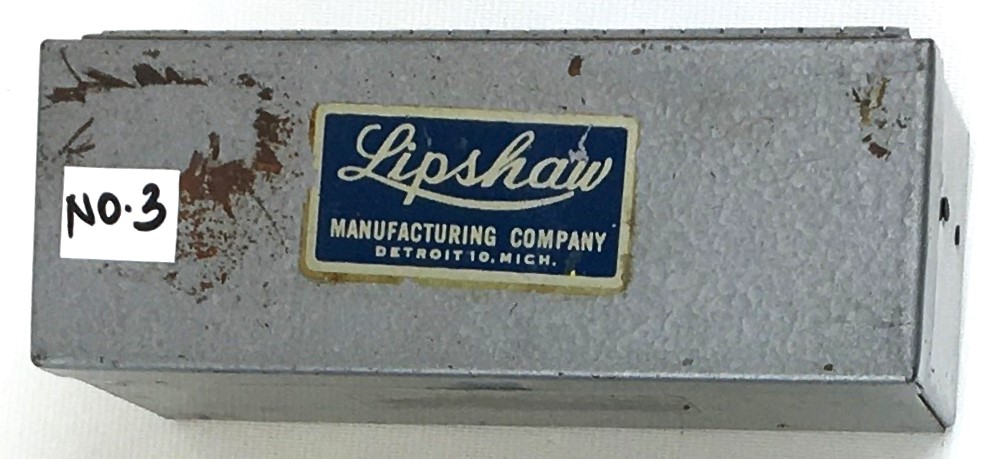 Lipshaw
MANUFACTURING COMPANY
DETROIT 10, MICH.
NO.3